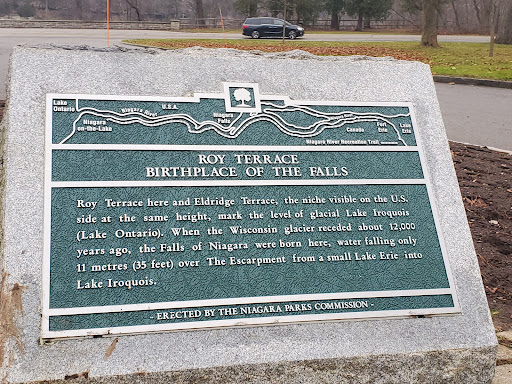 Lake
Ontario
Niagara
on-the-Lake
Niagara River
U.S.A.
Niagara
Falls
Canada
Fort
Erie
Lake
Erie
Niagara River Recreation Trail
ROY TERRACE
BIRTHPLACE OF THE FALLS
Roy Terrace here and Eldridge Terrace, the niche visible on the U.S.
side at the same height, mark the level of glacial Lake Iroquois
(Lake Ontario). When the Wisconsin glacier receded about 12,000
years ago, the Falls of Niagara were born here, water falling only
11 metres (35 feet) over The Escarpment from a small Lake Erie into
Lake Iroquois.
- ERECTED BY THE NIAGARA PARKS COMMISSION -